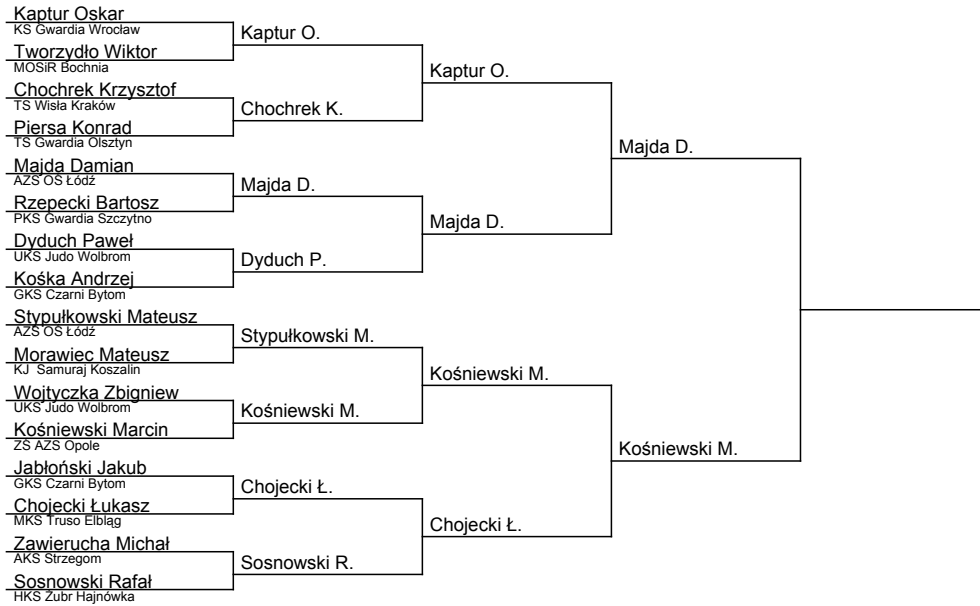 Kaptur Oskar
KS Gwardia Wrocław
Tworzydło Wiktor
MOSiR Bochnia
Chochrek Krzysztof
TS Wisła Kraków
Piersa Konrad
TS Gwardia Olsztyn
Majda Damian
AZS OŚ Łódź
Rzepecki Bartosz
PKS Gwardia Szczytno
Dyduch Paweł
UKS Judo Wolbrom
Kośka Andrzej
GKS Czarni Bytom
Stypułkowski Mateusz
AZS OŚ Łódź
Morawiec Mateusz
KJ Samuraj Koszalin
Wojtyczka Zbigniew
UKS Judo Wolbrom
Kośniewski Marcin
ZŚ AZS Opole
Jabłoński Jakub
GKS Czarni Bytom
Chojecki Łukasz
MKS Truso Elbląg
Zawierucha Michał
AKS Strzegom
Sosnowski Rafał
HKS Żubr Hajnówka
Kaptur O.
Chochrek K.
Majda D.
Dyduch P.
Stypułkowski M.
Kośniewski M.
Chojecki Ł.
Sosnowski R.
Kaptur O.
Majda D.
Kośniewski M.
Chojecki Ł.
Majda D.
Kośniewski M.